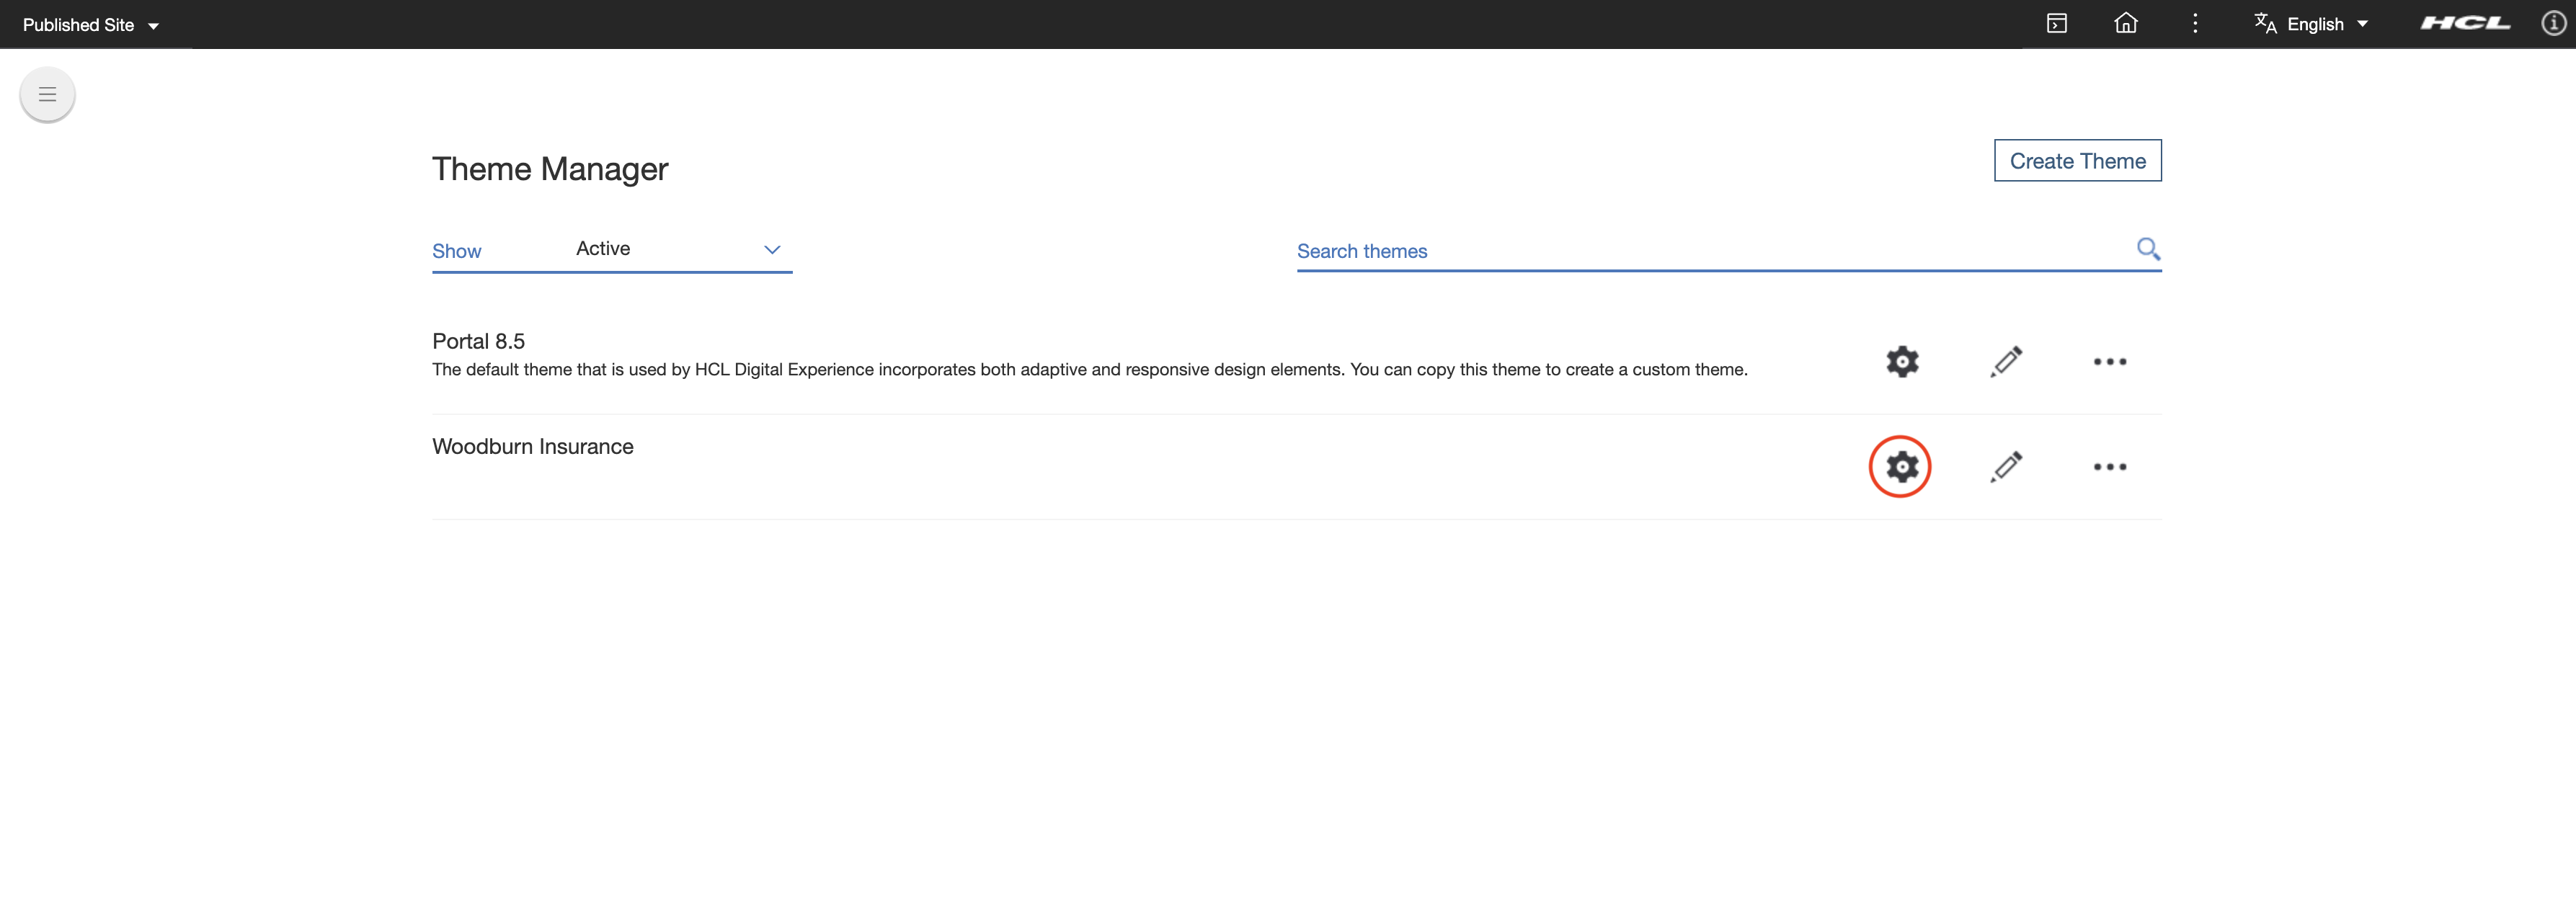 Published Site
English
HCL
Theme Manager
Create Theme
Show
Active
Search themes
Portal 8.5
The default theme that is used by HCL Digital Experience incorporates both adaptive and responsive design elements. You can copy this theme to create a custom theme.
Woodburn Insurance